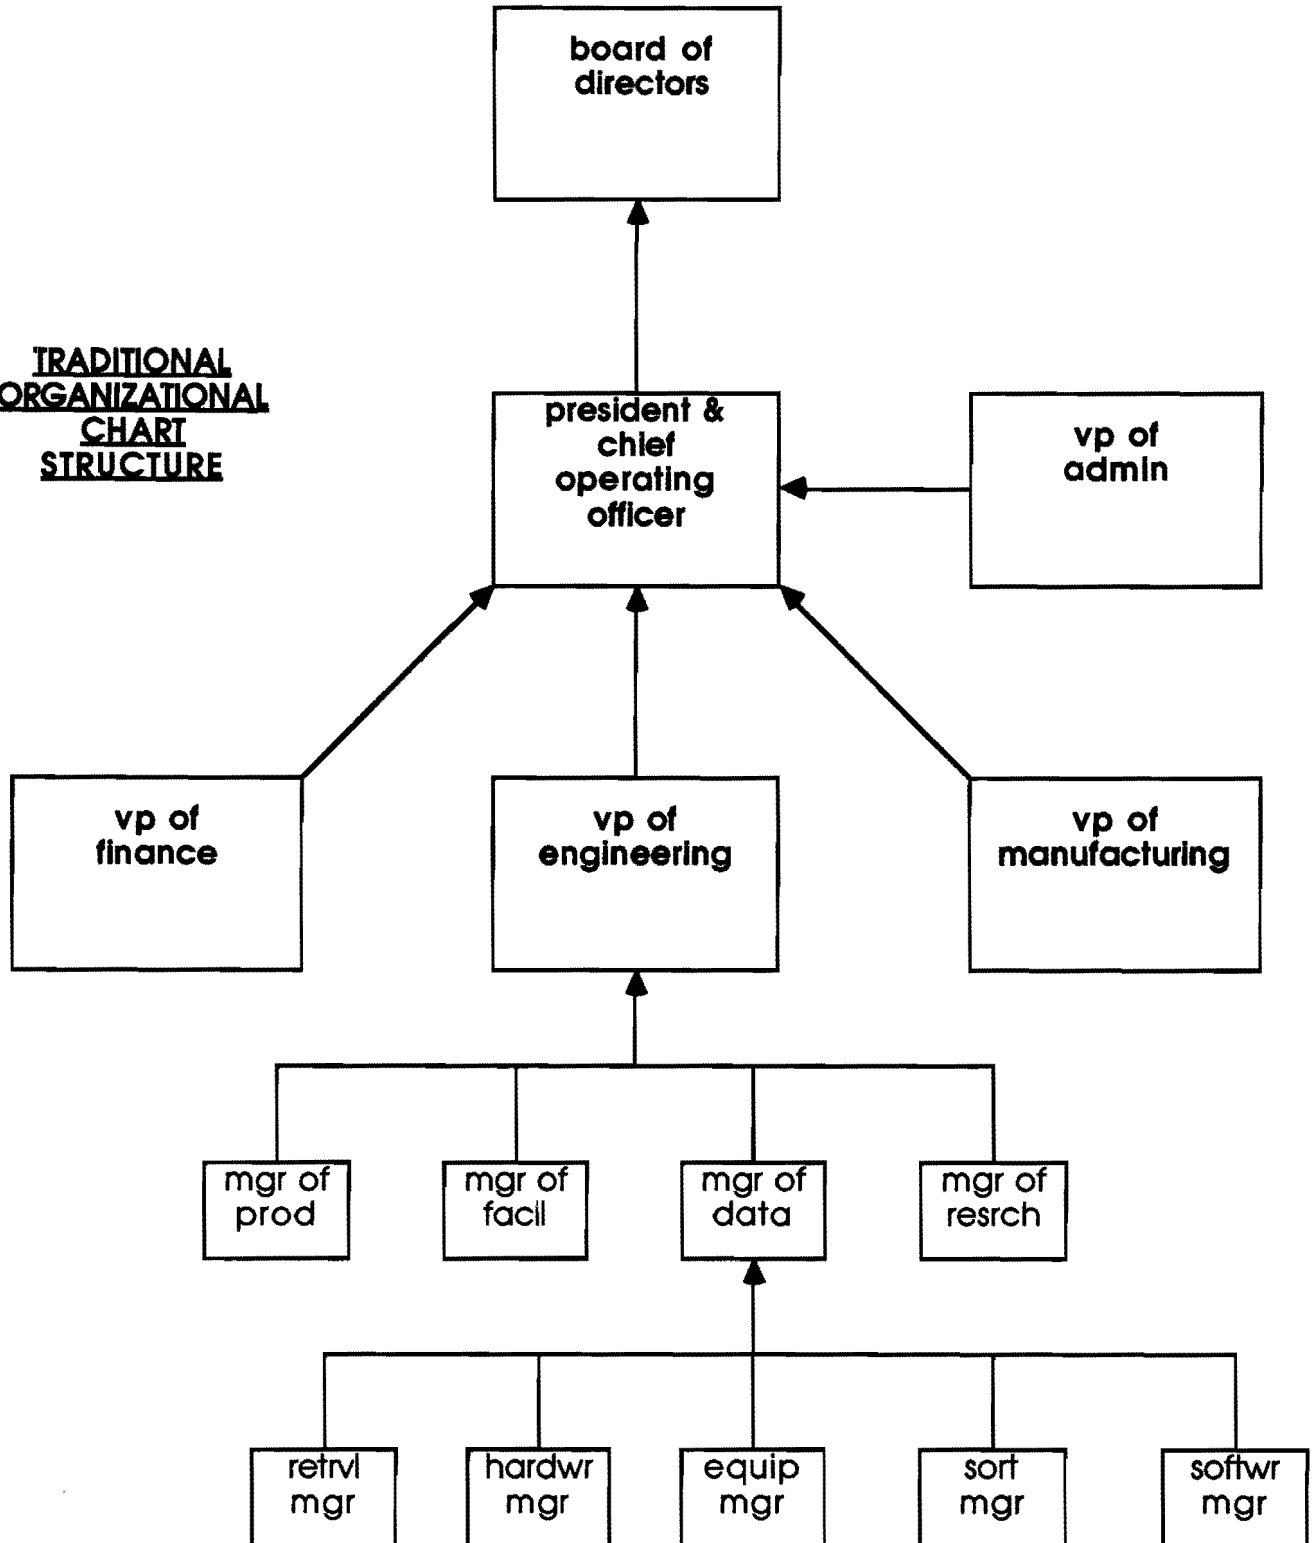 board of
directors
TRADITIONAL
ORGANIZATIONAL
CHART
STRUCTURE
president &
chief
operating
officer
vp of
admin
vp of
finance
vp of
engineering
vp of
manufacturing
mgr of
prod
mgr of
facil
mgr of
data
mgr of
resrch
retrvl
mgr
hardwr
mgr
equip
mgr
sort
mgr
softwr
mgr